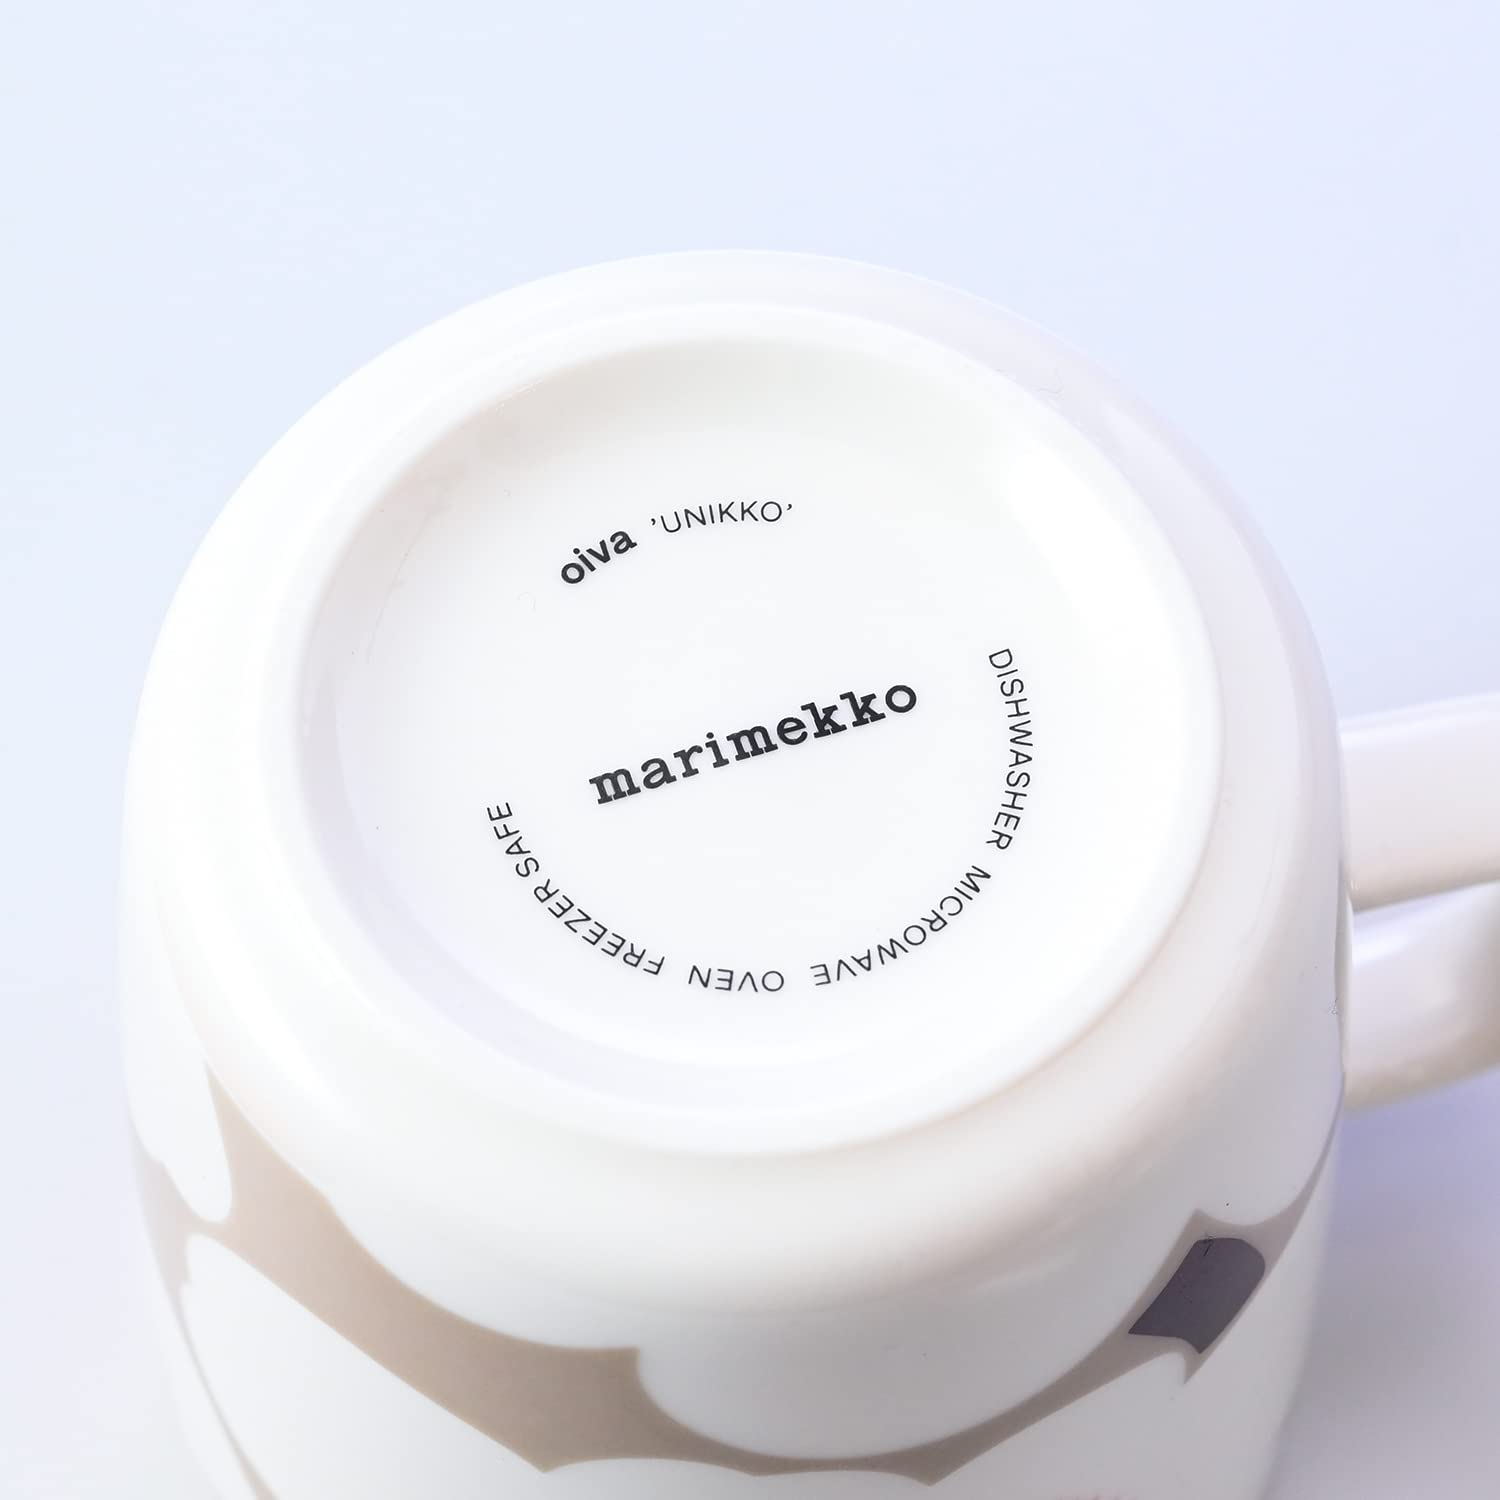 oiva ’UNIKKO’
marimekko
DISHWASHER MICROWAVE OVEN FREEZER SAFE